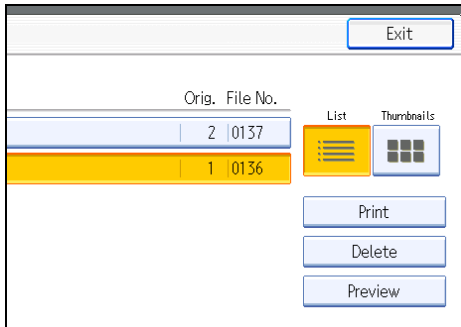 Exit
Orig. File No.
List Thumbnails
2 0137
1 0136
Print
Delete
Preview